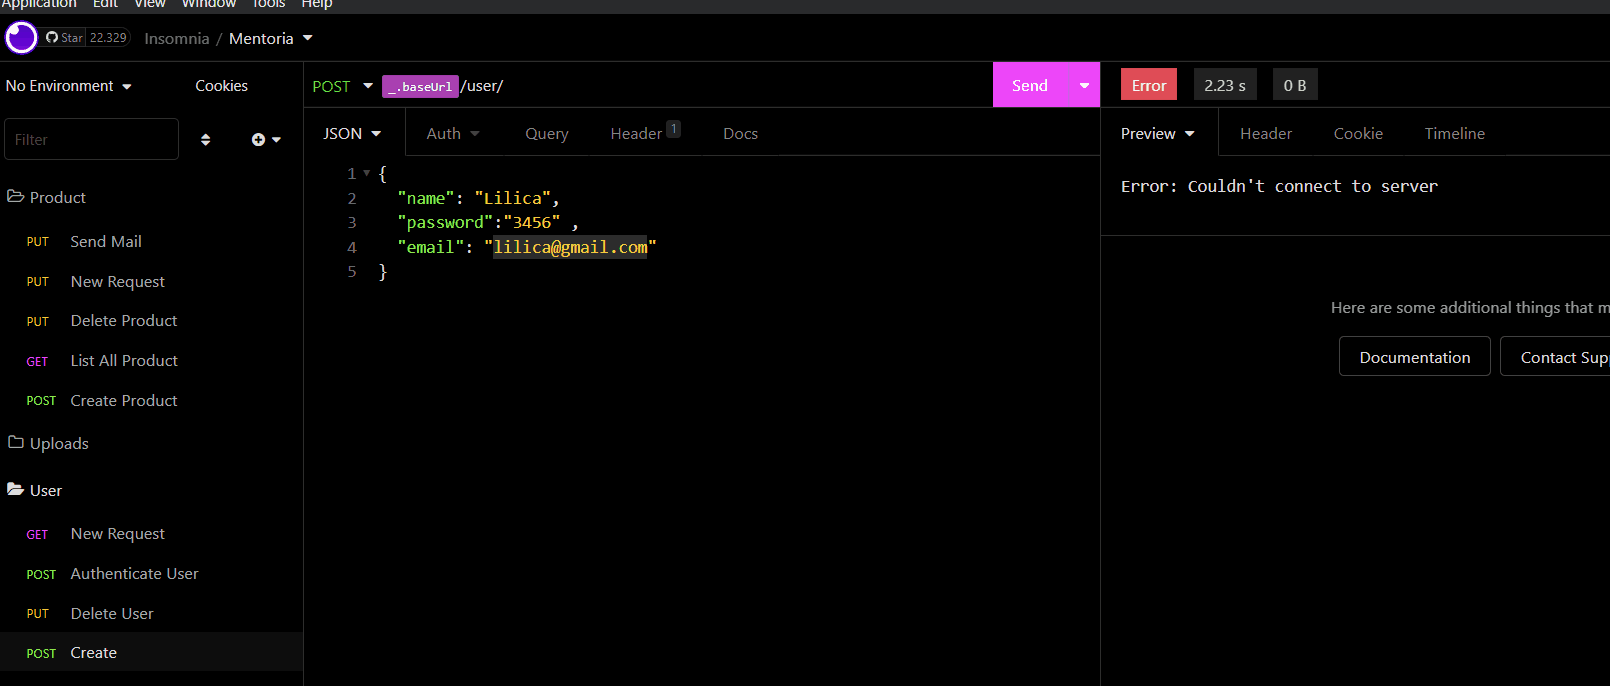 Application Edit View Window Tools Help
Star 22.329 Insomnia / Mentoria
No Environment Cookies
Filter
Product
PUT Send Mail
PUT New Request
PUT Delete Product
GET List All Product
POST Create Product
Uploads
User
GET New Request
POST Authenticate User
PUT Delete User
POST Create
POST _.baseUrl /user/ Send
JSON Auth Query Header 1 Docs
1 {
2 "name": "Lilica",
3 "password":"3456" ,
4 "email": "lilica@gmail.com"
5 }
Error 2.23 s 0 B
Preview Header Cookie Timeline
Error: Couldn't connect to server
Here are some additional things that m
Documentation Contact Supp